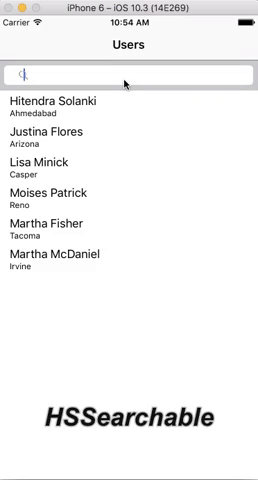 iPhone 6 – iOS 10.3 (14E269)
Carrier 10:54 AM
Users
Hitendra Solanki
Ahmedabad
Justina Flores
Arizona
Lisa Minick
Casper
Moises Patrick
Reno
Martha Fisher
Tacoma
Martha McDaniel
Irvine
HSSearchable